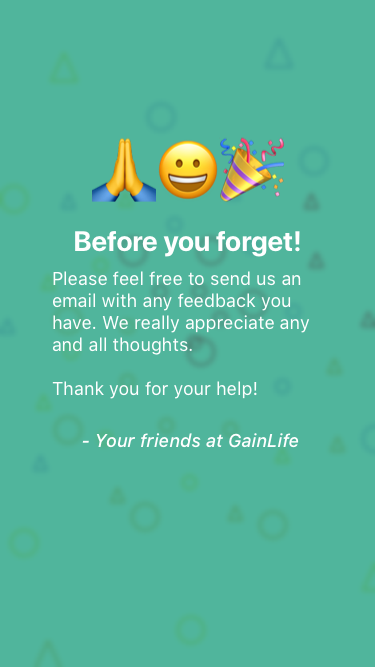 🙏😀🎉
Before you forget!
Please feel free to send us an
email with any feedback you
have. We really appreciate any
and all thoughts.
Thank you for your help!
- Your friends at GainLife